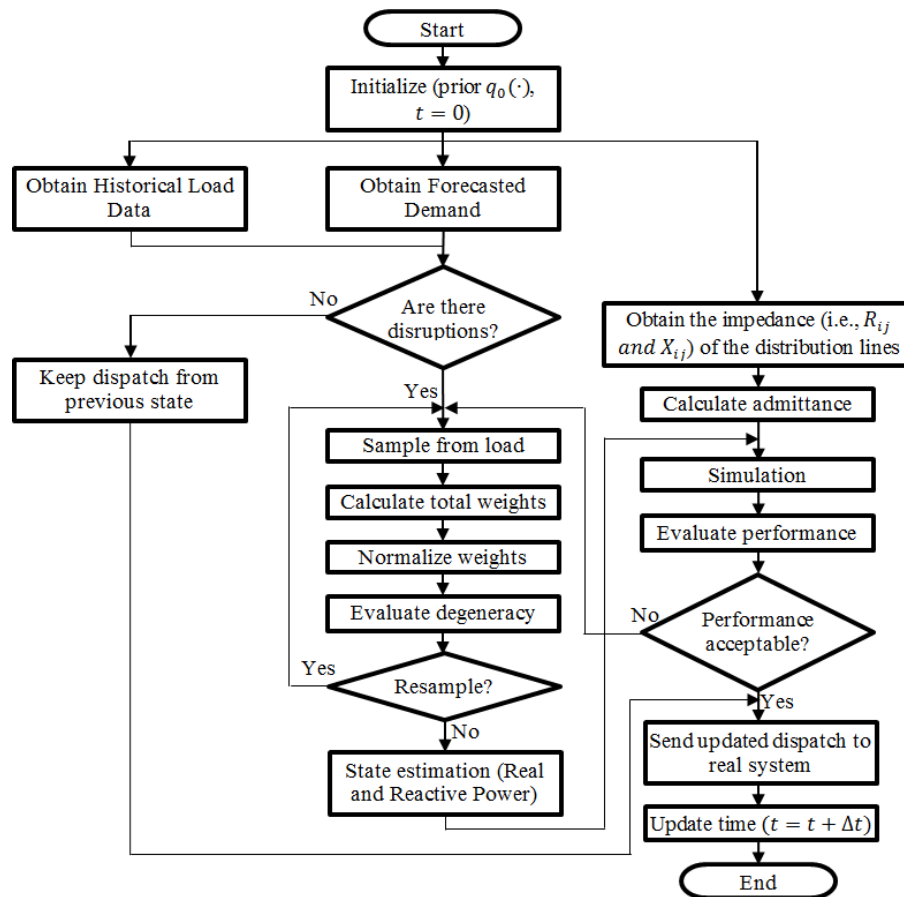 Start
Initialize (prior q₀(·),
t = 0)
Obtain Historical Load
Data
Obtain Forecasted
Demand
No
Are there
disruptions?
Obtain the impedance (i.e., Rᵢⱼ
and Xᵢⱼ) of the distribution lines
Keep dispatch from
previous state
Yes
Calculate admittance
Sample from load
Simulation
Calculate total weights
Evaluate performance
Normalize weights
Evaluate degeneracy
No
Performance
acceptable?
Yes
Resample?
Yes
No
Send updated dispatch to
real system
State estimation (Real
and Reactive Power)
Update time (t = t + Δt)
End